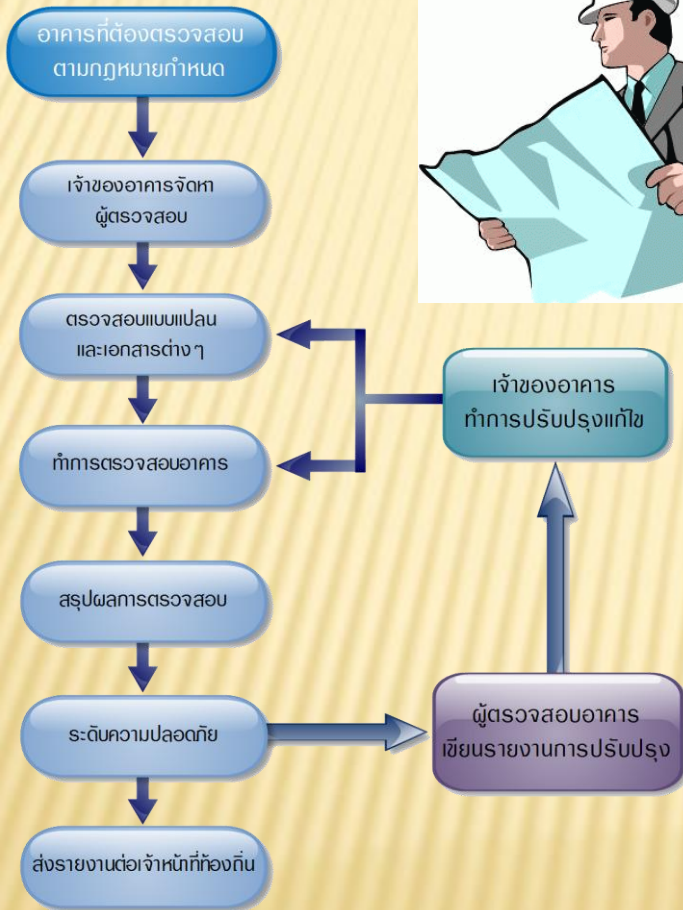 อาคารที่ต้องตรวจสอบ
ตามกฎหมายกำหนด
เจ้าของอาคารจัดหา
ผู้ตรวจสอบ
ตรวจสอบแบบแปลน
และเอกสารต่างๆ
ทำการตรวจสอบอาคาร
สรุปผลการตรวจสอบ
ระดับความปลอดภัย
ส่งรายงานต่อเจ้าหน้าที่ท้องถิ่น
ผู้ตรวจสอบอาคาร
เขียนรายงานการปรับปรุง
เจ้าของอาคาร
ทำการปรับปรุงแก้ไข